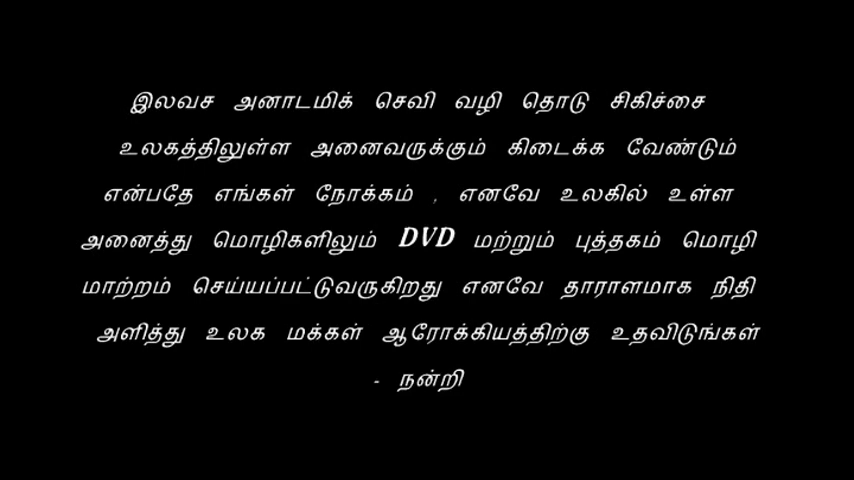 இலவச அனாடமிக் செவி வழி தொடு சிகிச்சை
உலகத்திலுள்ள அனைவருக்கும் கிடைக்க வேண்டும்
என்பதே எங்கள் நோக்கம் , எனவே உலகில் உள்ள
அனைத்து மொழிகளிலும் DVD மற்றும் புத்தகம் மொழி
மாற்றம் செய்யப்பட்டுவருகிறது எனவே தாராளமாக நிதி
அளித்து உலக மக்கள் ஆரோக்கியத்திற்கு உதவிடுங்கள்
- நன்றி